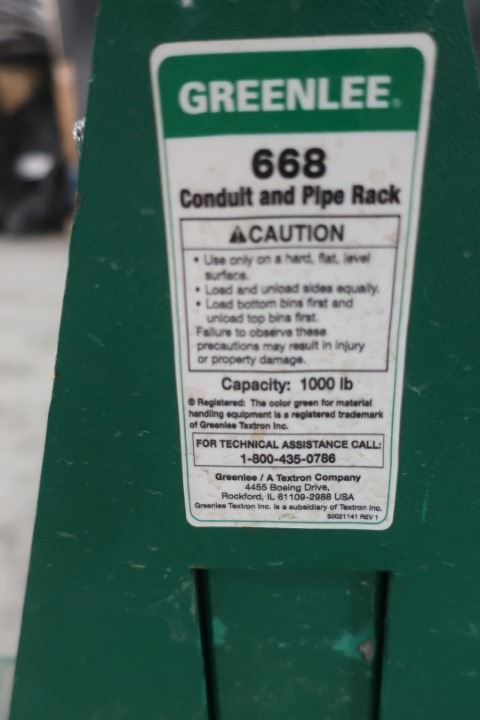 GREENLEE®
668
Conduit and Pipe Rack
⚠CAUTION
• Use only on a hard, flat, level
surface.
• Load and unload sides equally.
• Load bottom bins first and
unload top bins first.
Failure to observe these
precautions may result in injury
or property damage.
Capacity: 1000 lb
® Registered: The color green for material
handling equipment is a registered trademark
of Greenlee Textron Inc.
FOR TECHNICAL ASSISTANCE CALL:
1-800-435-0786
Greenlee / A Textron Company
4455 Boeing Drive,
Rockford, IL 61109-2988 USA
Greenlee Textron Inc. is a subsidiary of Textron Inc.
50021141 REV 1